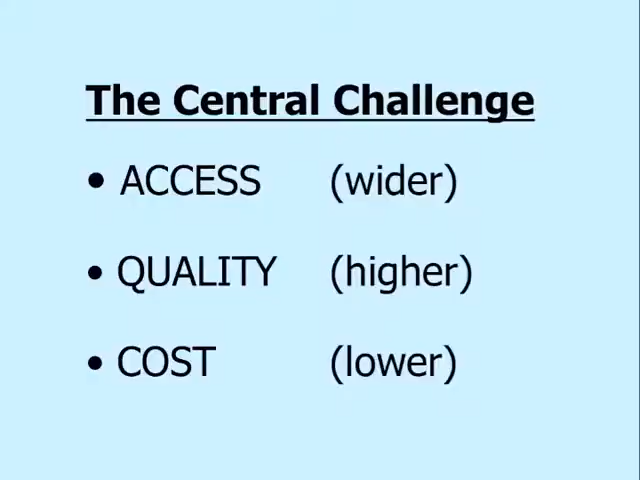 The Central Challenge
• ACCESS (wider)
• QUALITY (higher)
• COST (lower)